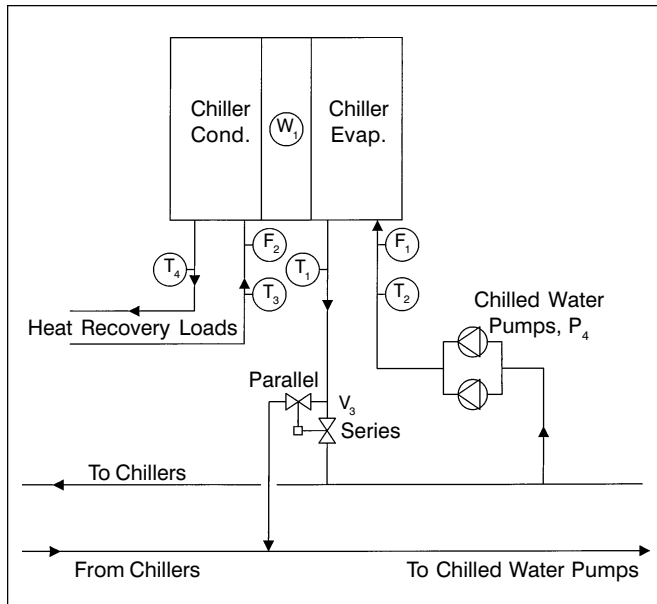 Chiller
Cond.
W₁
Chiller
Evap.
T₄
F₂
T₁
F₁
T₃
T₂
Chilled Water
Pumps, P₄
Heat Recovery Loads
Parallel
V₃
Series
To Chillers
From Chillers
To Chilled Water Pumps